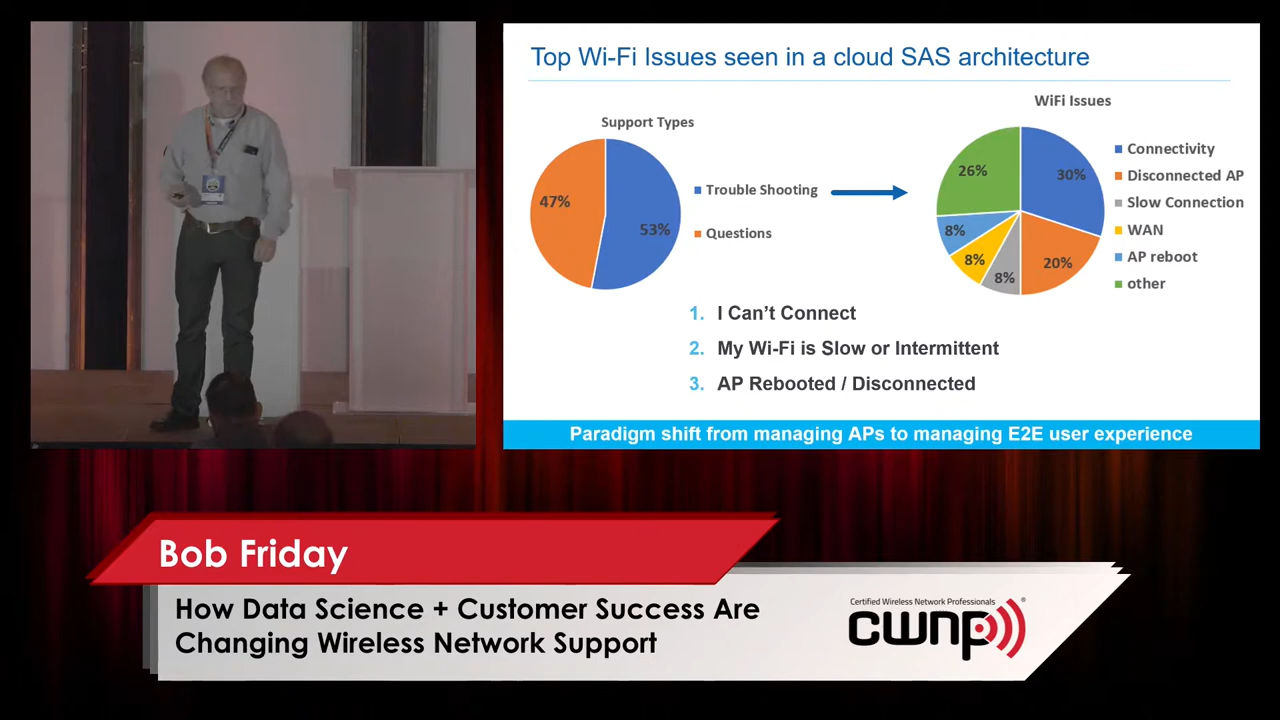 Top Wi-Fi Issues seen in a cloud SAS architecture
Support Types
47%
53%
Trouble Shooting
Questions
WiFi Issues
26%
30%
8%
8%
8%
20%
Connectivity
Disconnected AP
Slow Connection
WAN
AP reboot
other
1. I Can't Connect
2. My Wi-Fi is Slow or Intermittent
3. AP Rebooted / Disconnected
Paradigm shift from managing APs to managing E2E user experience
Bob Friday
How Data Science + Customer Success Are
Changing Wireless Network Support
Certified Wireless Network Professionals
cwnp®